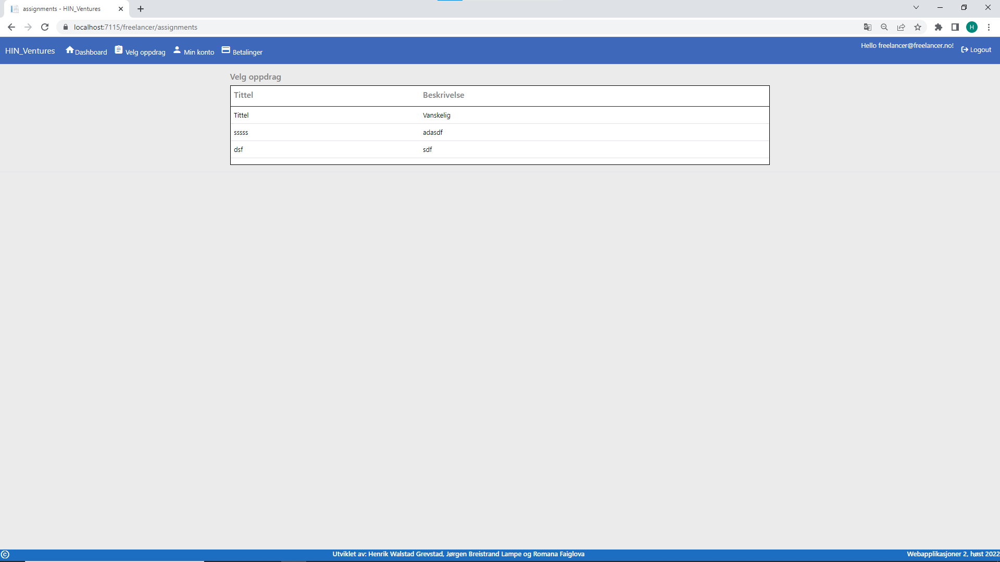 assignments - HIN_Ventures
localhost:7115/freelancer/assignments
H
HIN_Ventures Dashboard Velg oppdrag Min konto Betalinger Hello freelancer@freelancer.no! Logout
Velg oppdrag
Tittel Beskrivelse
Tittel Vanskelig
sssss adasdf
dsf sdf
© Utviklet av: Henrik Walstad Grevstad, Jørgen Breistrand Lampe og Romana Faiglova Webapplikasjoner 2, høst 2022